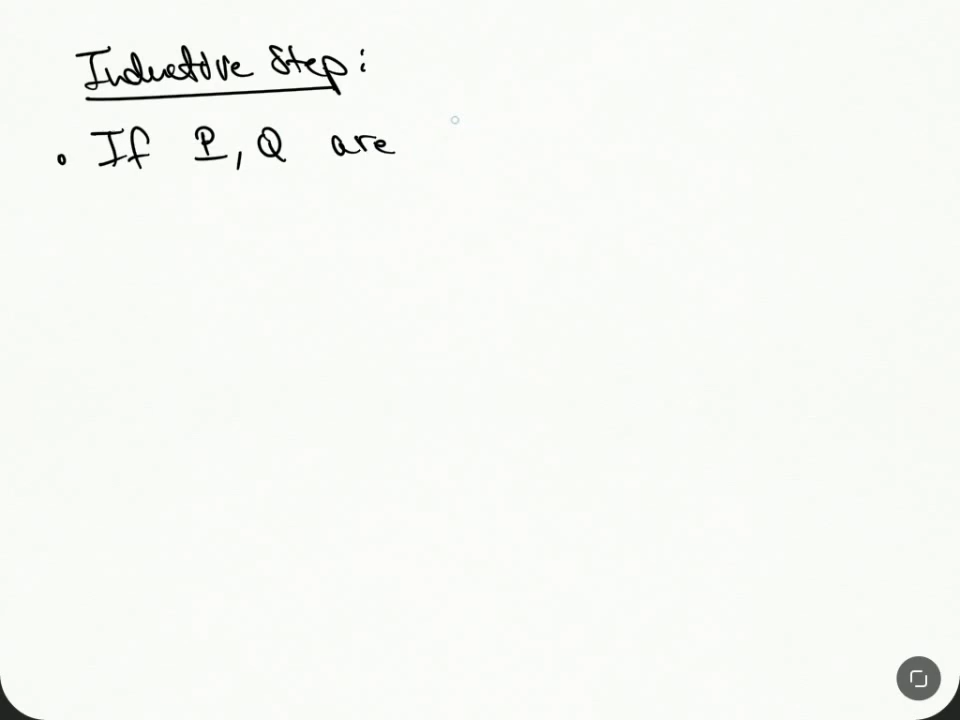 Inductive Step:
• If P, Q are